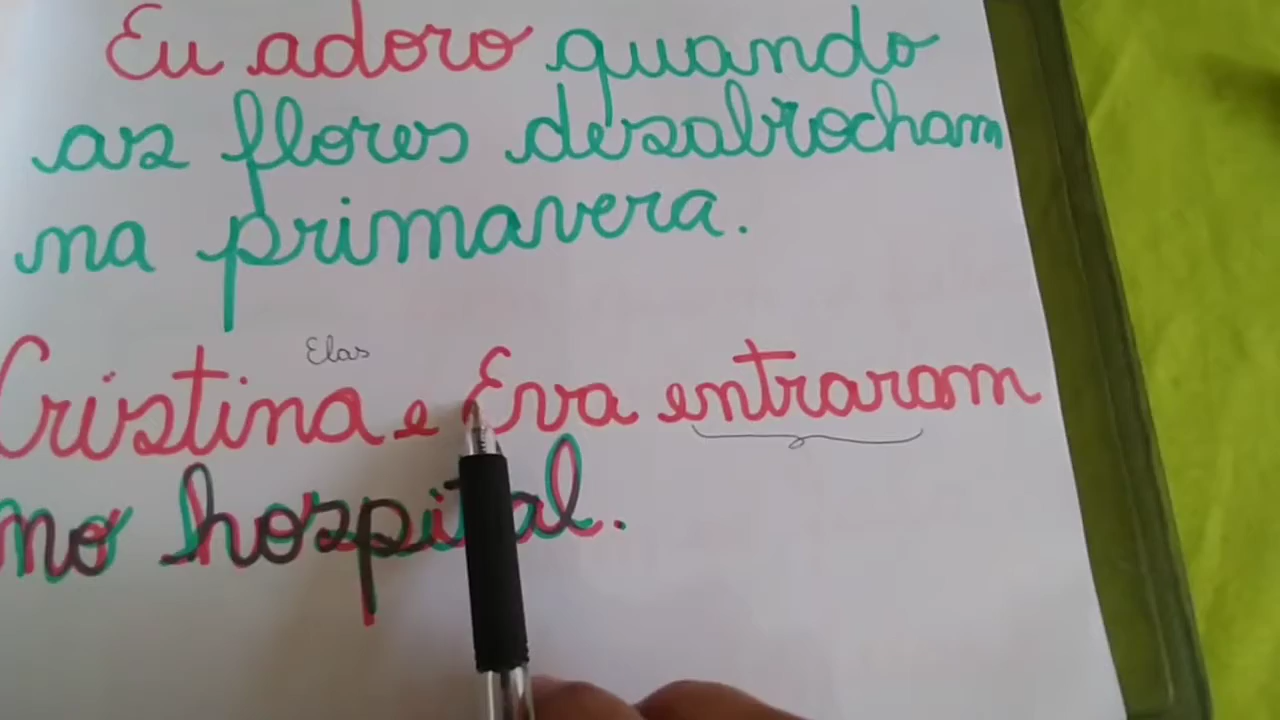 Eu adoro quando
as flores desabrocham
na primavera.
Elas
Cristina e Eva entraram
no hospital.